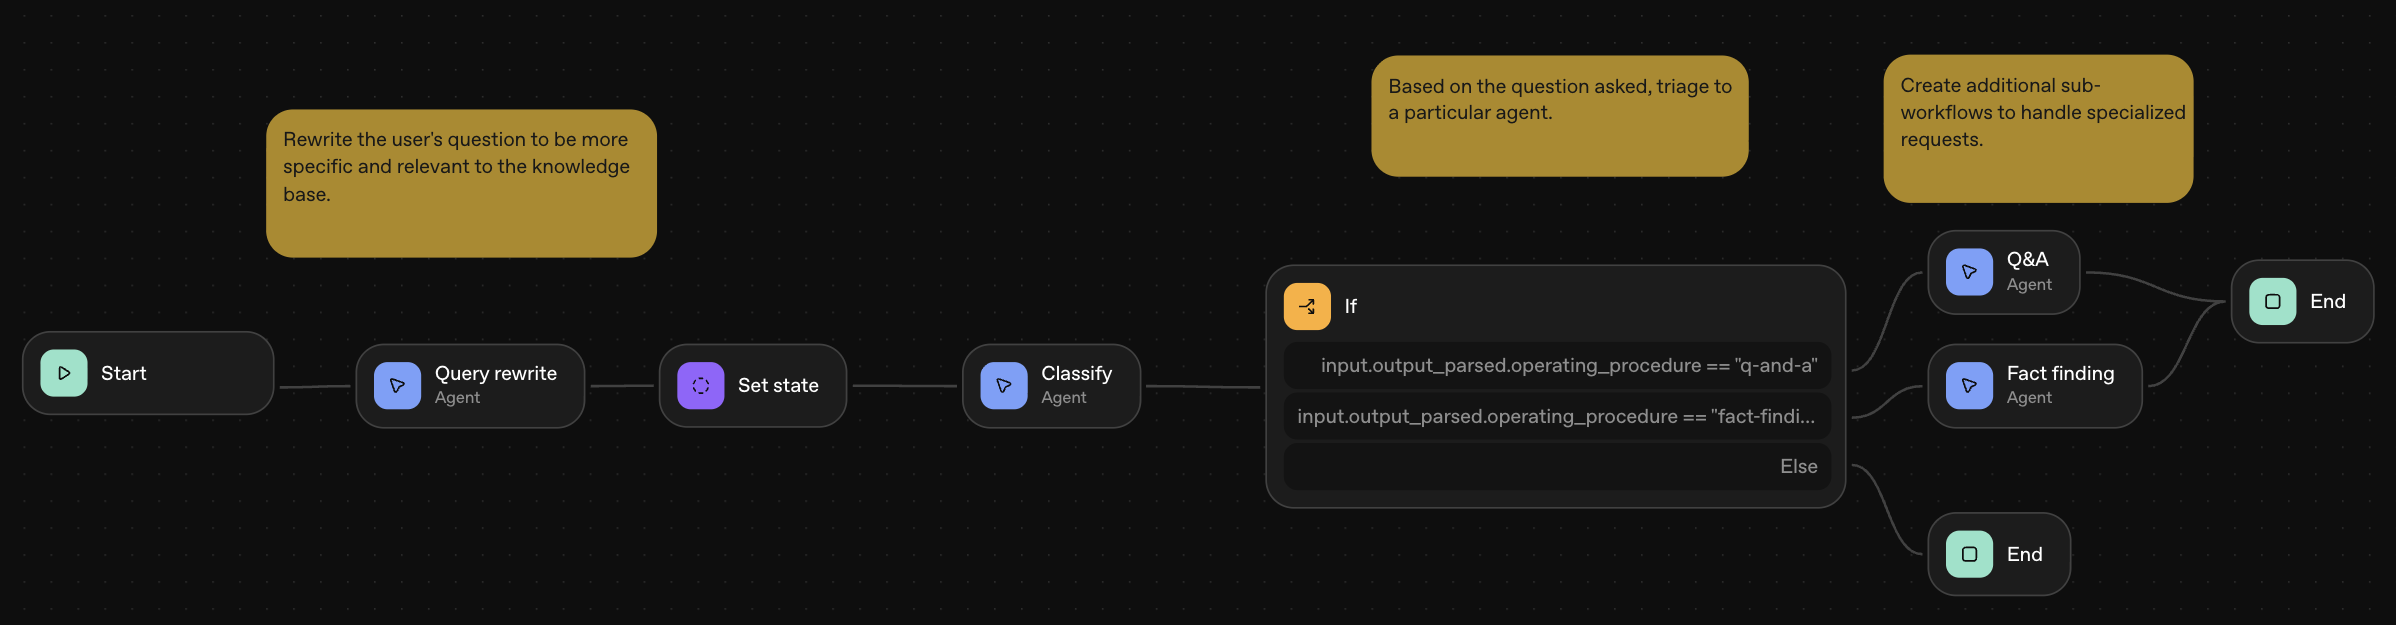 Rewrite the user's question to be more
specific and relevant to the knowledge
base.
Based on the question asked, triage to
a particular agent.
Create additional sub-
workflows to handle specialized
requests.
Start
Query rewrite
Agent
Set state
Classify
Agent
If
input.output_parsed.operating_procedure == "q-and-a"
input.output_parsed.operating_procedure == "fact-findi...
Else
Q&A
Agent
Fact finding
Agent
End
End